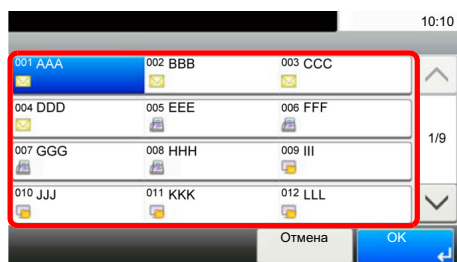 10:10
001 AAA 002 BBB 003 CCC
004 DDD 005 EEE 006 FFF
1/9
007 GGG 008 HHH 009 III
010 JJJ 011 KKK 012 LLL
Отмена OK